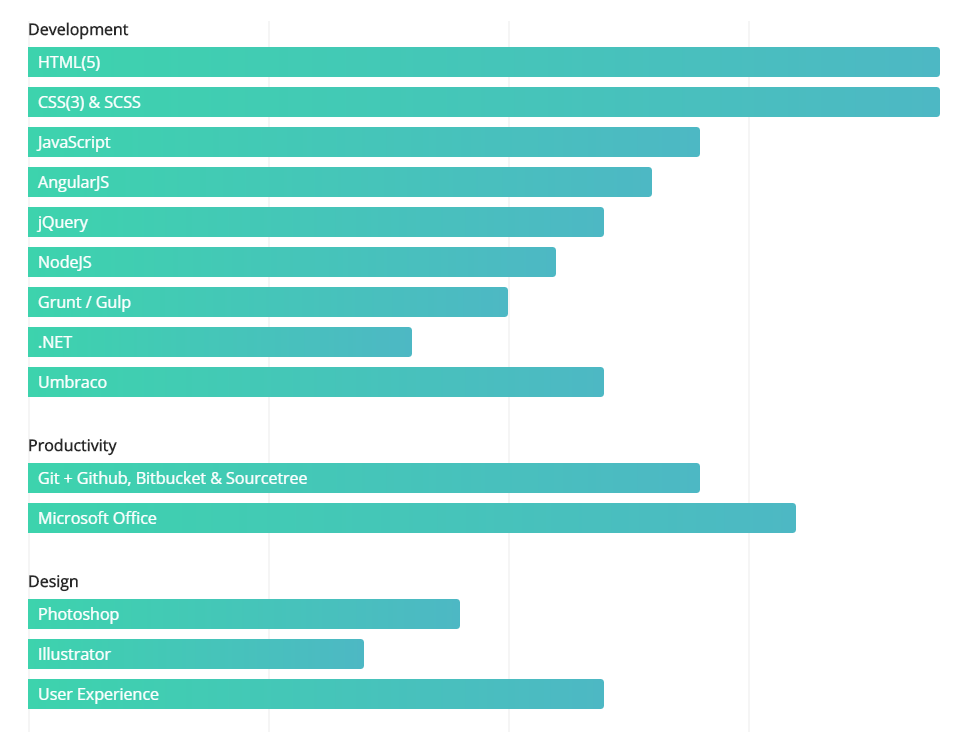 Development
HTML(5)
CSS(3) & SCSS
JavaScript
AngularJS
jQuery
NodeJS
Grunt / Gulp
.NET
Umbraco
Productivity
Git + Github, Bitbucket & Sourcetree
Microsoft Office
Design
Photoshop
Illustrator
User Experience